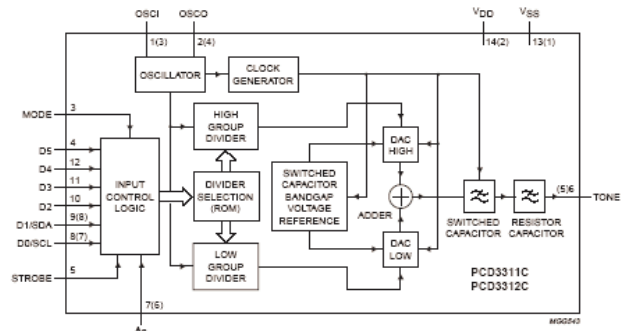 OSCI
OSCO
VDD
VSS
1(3)
2(4)
14(2)
13(1)
OSCILLATOR
CLOCK
GENERATOR
MODE
3
HIGH
GROUP
DIVIDER
DAC
HIGH
D5
4
D4
12
D3
11
D2
10
D1/SDA
9(8)
D0/SCL
8(7)
STROBE
5
INPUT
CONTROL
LOGIC
DIVIDER
SELECTION
(ROM)
SWITCHED
CAPACITOR
BANDGAP
VOLTAGE
REFERENCE
ADDER
SWITCHED
CAPACITOR
RESISTOR
CAPACITOR
(5)6
TONE
LOW
GROUP
DIVIDER
DAC
LOW
PCD3311C
PCD3312C
7(6)
MGG543